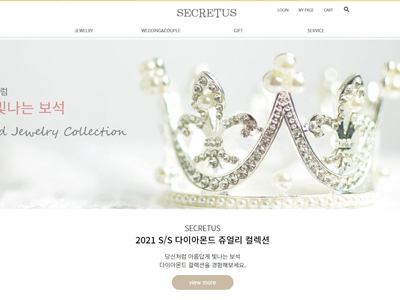 SECRETUS
LOGIN MY PAGE CART
JEWELRY WEDDING&COUPLE GIFT SERVICE
럼
빛나는 보석
d Jewelry Collection
SECRETUS
2021 S/S 다이아몬드 쥬얼리 컬렉션
당신처럼 아름답게 빛나는 보석
다이아몬드 컬렉션을 경험해보세요.
view more